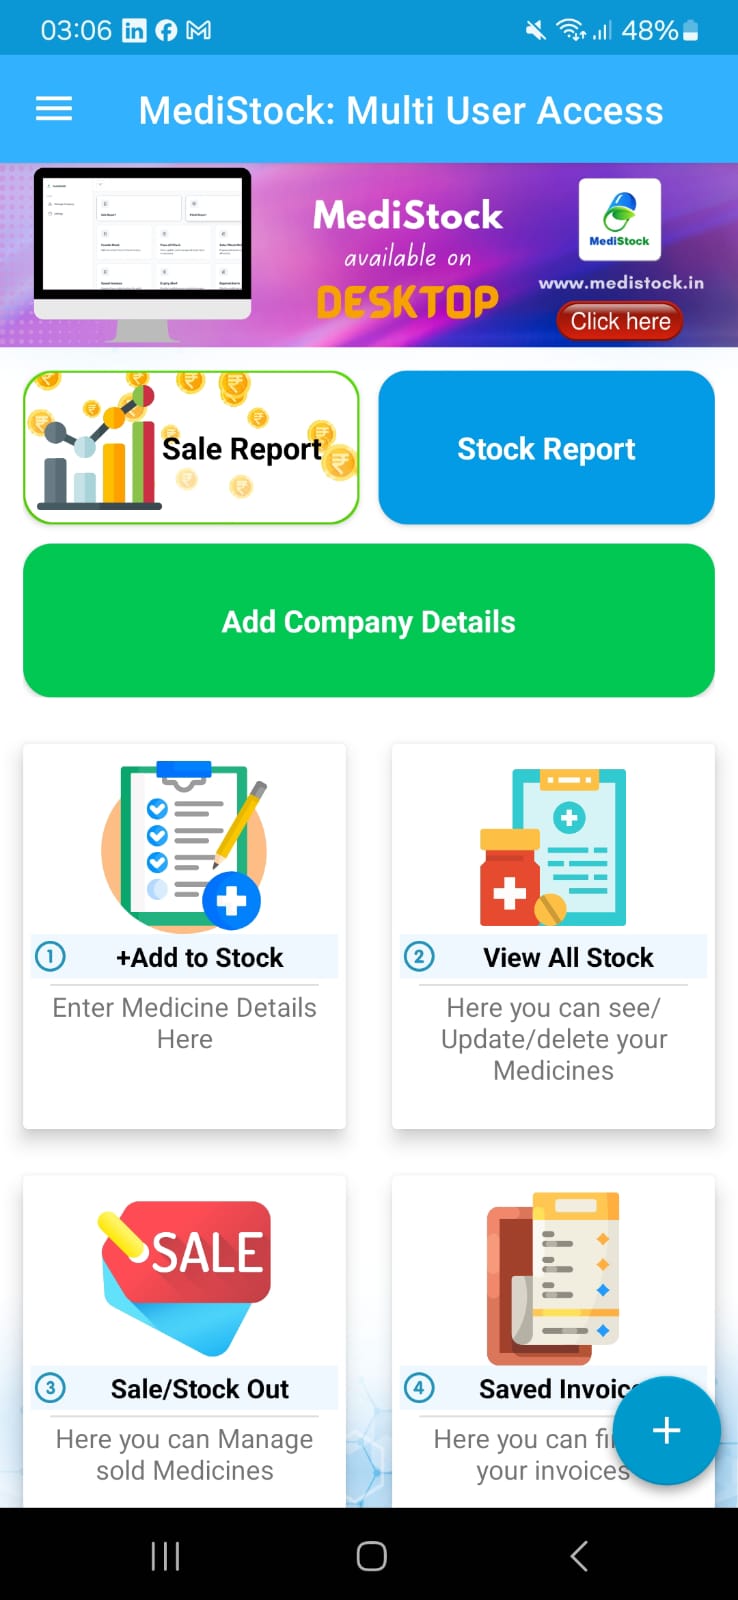 03:06
48%
MediStock: Multi User Access
MediStock
available on
DESKTOP
MediStock
www.medistock.in
Click here
Sale Report
Stock Report
Add Company Details
1 +Add to Stock
Enter Medicine Details
Here
2 View All Stock
Here you can see/
Update/delete your
Medicines
SALE
3 Sale/Stock Out
Here you can Manage
sold Medicines
4 Saved Invoic
Here you can fi
your invoices
+